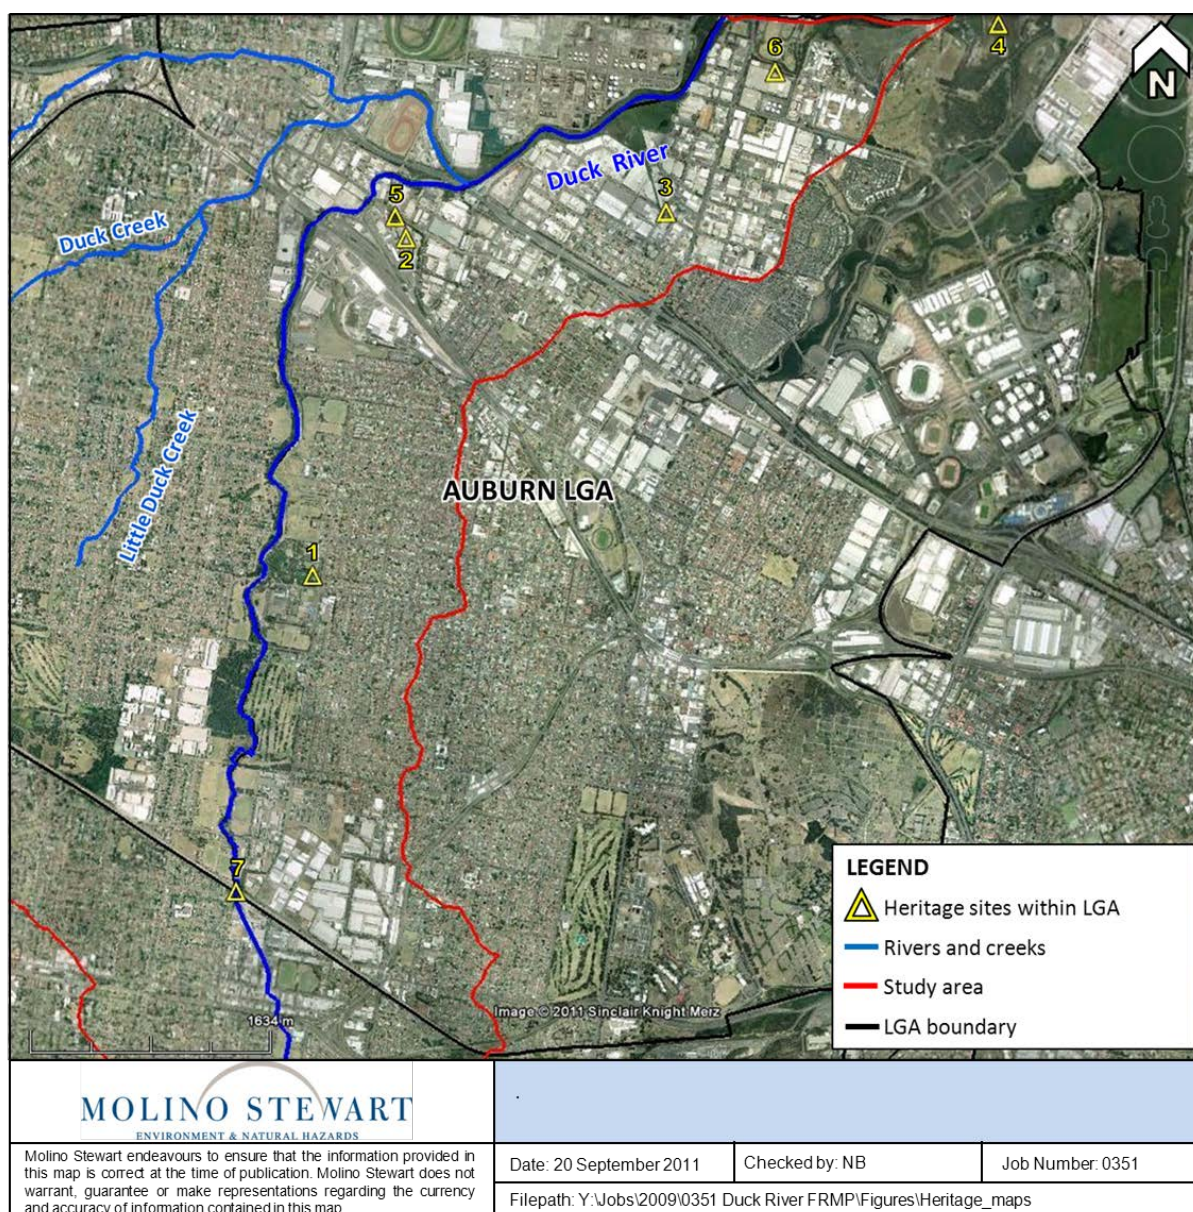 6
4
N
Duck River
5
3
2
Duck Creek
Little Duck Creek
AUBURN LGA
1
7
LEGEND
Heritage sites within LGA
Rivers and creeks
Study area
LGA boundary
Image © 2011 Sinclair Knight Merz
1634 m
MOLINO STEWART
ENVIRONMENT & NATURAL HAZARDS
.
Molino Stewart endeavours to ensure that the information provided in
this map is correct at the time of publication. Molino Stewart does not
warrant, guarantee or make representations regarding the currency
and accuracy of information contained in this map
Date: 20 September 2011
Checked by: NB
Job Number: 0351
Filepath: Y:\Jobs\2009\0351 Duck River FRMP\Figures\Heritage_maps